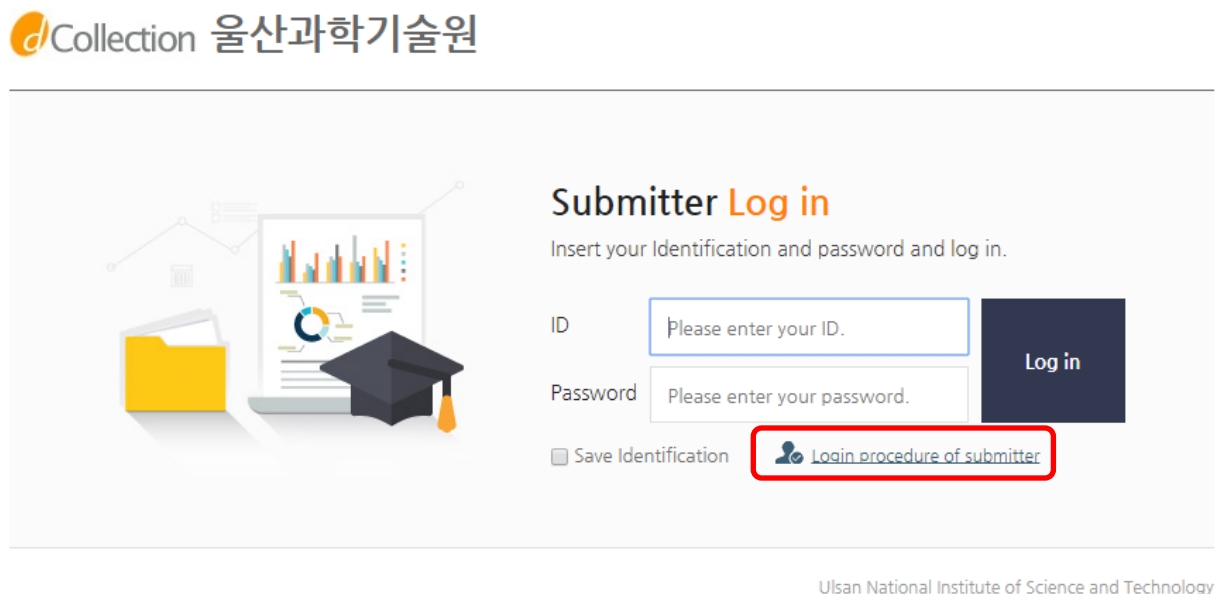 dCollection 울산과학기술원
Submitter Log in
Insert your Identification and password and log in.
ID
Please enter your ID.
Password
Please enter your password.
Log in
Save Identification
Login procedure of submitter
Ulsan National Institute of Science and Technology